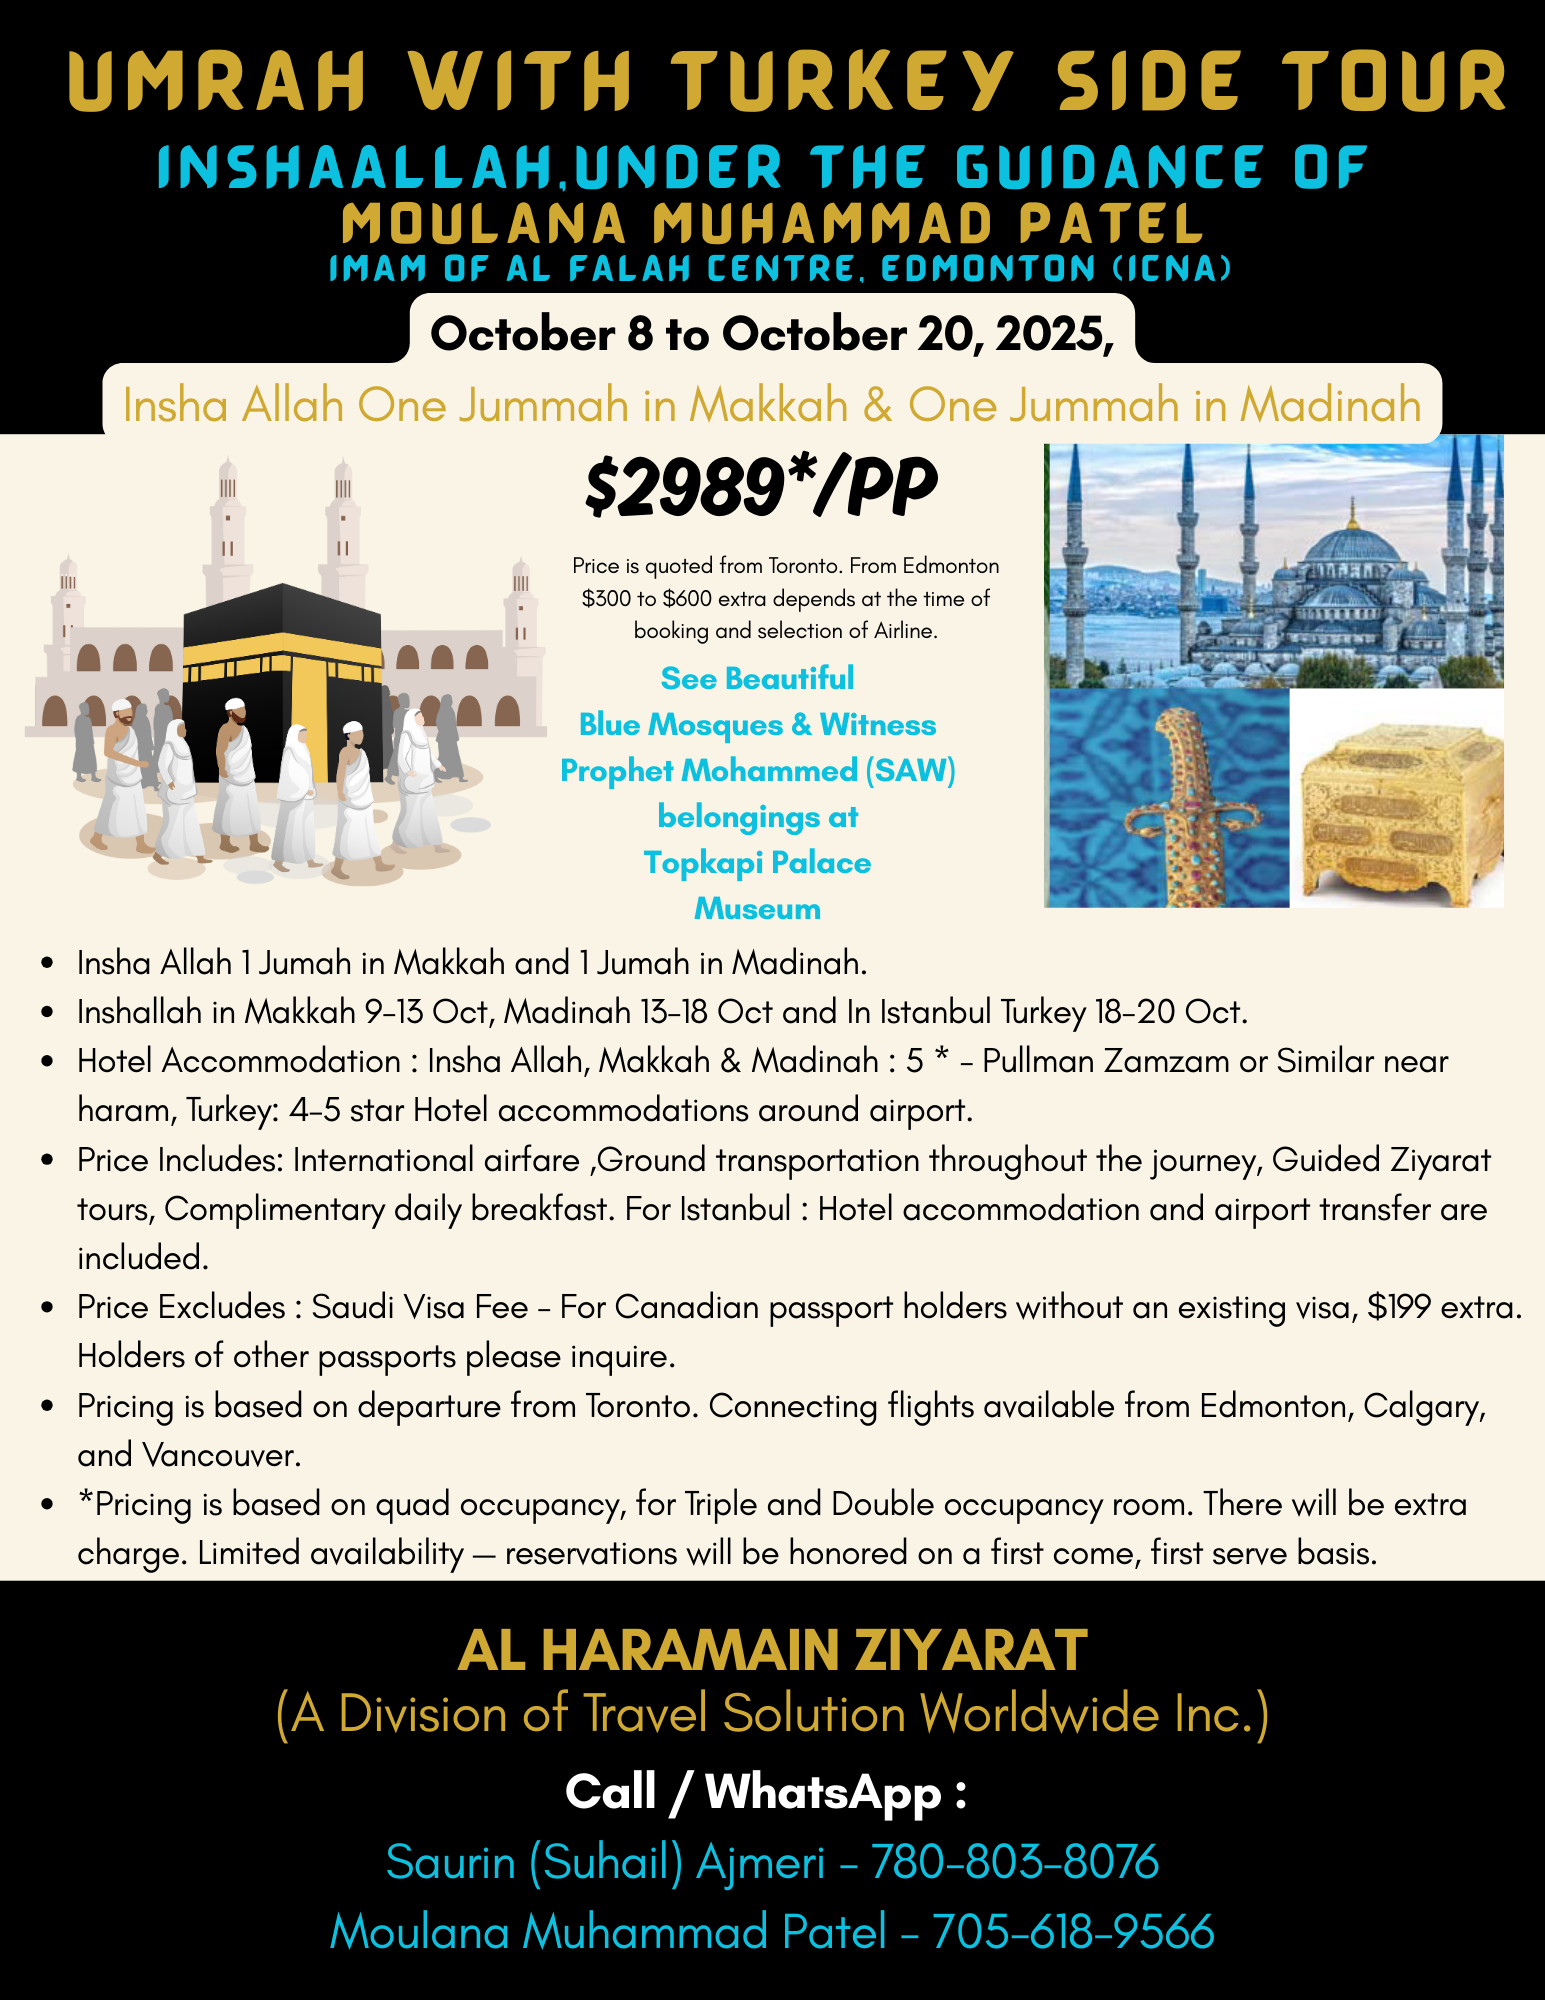 UMRAH WITH TURKEY SIDE TOUR
INSHAALLAH,UNDER THE GUIDANCE OF
MOULANA MUHAMMAD PATEL
IMAM OF AL FALAH CENTRE, EDMONTON (ICNA)
October 8 to October 20, 2025,
Insha Allah One Jummah in Makkah & One Jummah in Madinah
$2989*/PP
Price is quoted from Toronto. From Edmonton
$300 to $600 extra depends at the time of
booking and selection of Airline.
See Beautiful
Blue Mosques & Witness
Prophet Mohammed (SAW)
belongings at
Topkapi Palace
Museum
• Insha Allah 1 Jumah in Makkah and 1 Jumah in Madinah.
• Inshallah in Makkah 9-13 Oct, Madinah 13-18 Oct and In Istanbul Turkey 18-20 Oct.
• Hotel Accommodation : Insha Allah, Makkah & Madinah : 5 * - Pullman Zamzam or Similar near
haram, Turkey: 4-5 star Hotel accommodations around airport.
• Price Includes: International airfare ,Ground transportation throughout the journey, Guided Ziyarat
tours, Complimentary daily breakfast. For Istanbul : Hotel accommodation and airport transfer are
included.
• Price Excludes : Saudi Visa Fee - For Canadian passport holders without an existing visa, $199 extra.
Holders of other passports please inquire.
• Pricing is based on departure from Toronto. Connecting flights available from Edmonton, Calgary,
and Vancouver.
• *Pricing is based on quad occupancy, for Triple and Double occupancy room. There will be extra
charge. Limited availability — reservations will be honored on a first come, first serve basis.
AL HARAMAIN ZIYARAT
(A Division of Travel Solution Worldwide Inc.)
Call / WhatsApp :
Saurin (Suhail) Ajmeri - 780-803-8076
Moulana Muhammad Patel - 705-618-9566